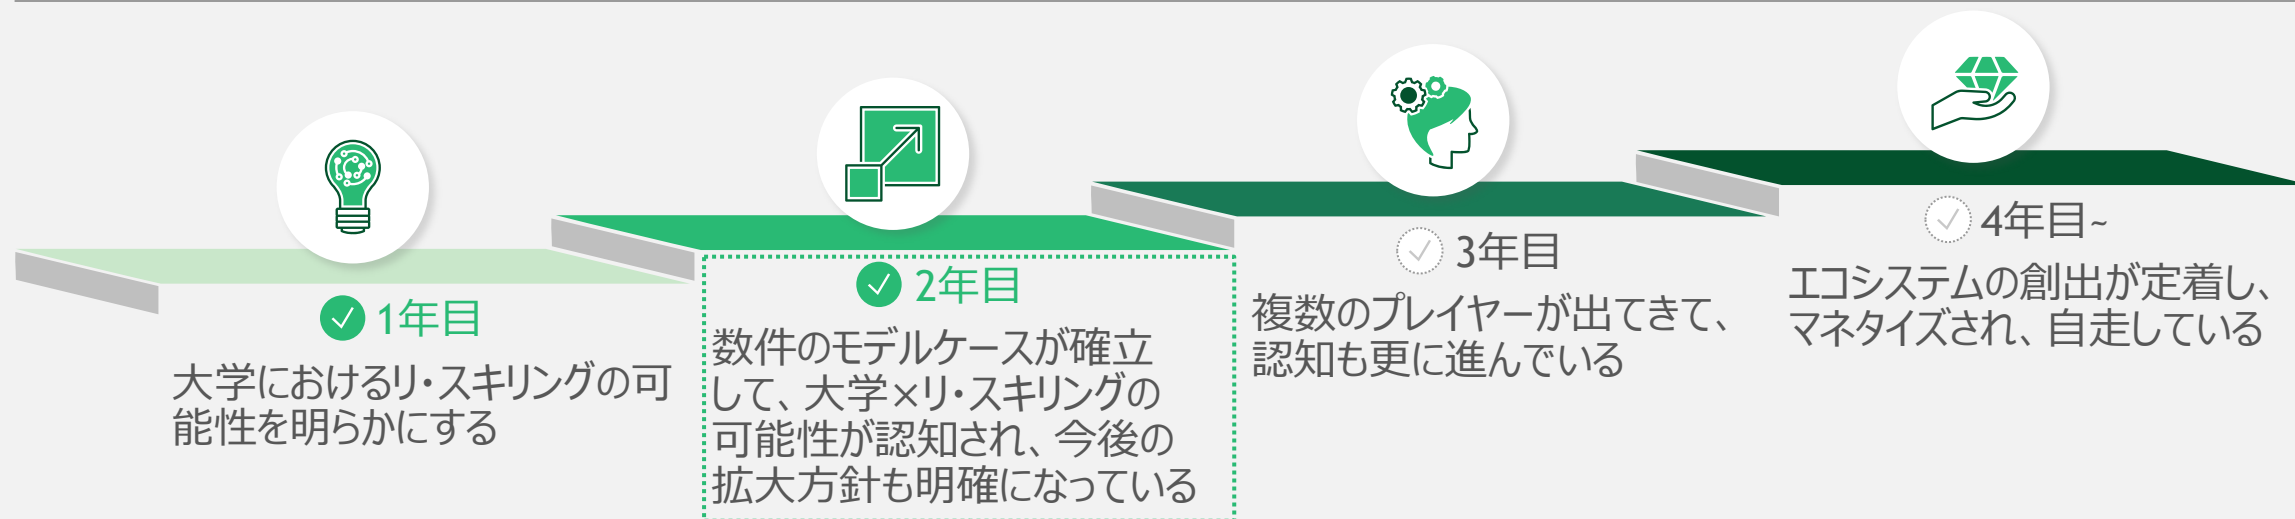 1年目
大学におけるリ・スキリングの可
能性を明らかにする
2年目
数件のモデルケースが確立
して、大学×リ・スキリングの
可能性が認知され、今後の
拡大方針も明確になっている
3年目
複数のプレイヤーが出てきて、
認知も更に進んでいる
4年目~
エコシステムの創出が定着し、
マネタイズされ、自走している